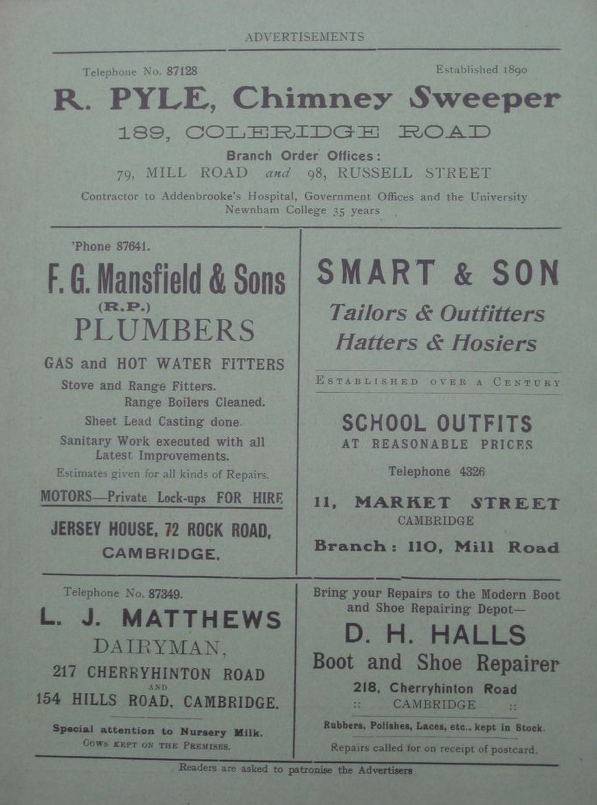 ADVERTISEMENTS
Telephone No. 87128
Established 1890
R. PYLE, Chimney Sweeper
189, COLERIDGE ROAD
Branch Order Offices:
79, MILL ROAD and 98, RUSSELL STREET
Contractor to Addenbrooke's Hospital, Government Offices and the University
Newnham College 35 years
'Phone 87641.
F. G. Mansfield & Sons
(R.P.)
PLUMBERS
GAS and HOT WATER FITTERS
Stove and Range Fitters.
Range Boilers Cleaned.
Sheet Lead Casting done.
Sanitary Work executed with all
Latest Improvements.
Estimates given for all kinds of Repairs.
MOTORS—Private Lock-ups FOR HIRE
JERSEY HOUSE, 72 ROCK ROAD,
CAMBRIDGE.
SMART & SON
Tailors & Outfitters
Hatters & Hosiers
ESTABLISHED OVER A CENTURY
SCHOOL OUTFITS
AT REASONABLE PRICES
Telephone 4326
11, MARKET STREET
CAMBRIDGE
Branch: 110, Mill Road
Telephone No. 87349.
L. J. MATTHEWS
DAIRYMAN,
217 CHERRYHINTON ROAD
AND
154 HILLS ROAD, CAMBRIDGE.
Special attention to Nursery Milk.
COWS KEPT ON THE PREMISES.
Bring your Repairs to the Modern Boot
and Shoe Repairing Depot—
D. H. HALLS
Boot and Shoe Repairer
218, Cherryhinton Road
:: CAMBRIDGE ::
Rubbers, Polishes, Laces, etc., kept in Stock.
Repairs called for on receipt of postcard.
Readers are asked to patronise the Advertisers